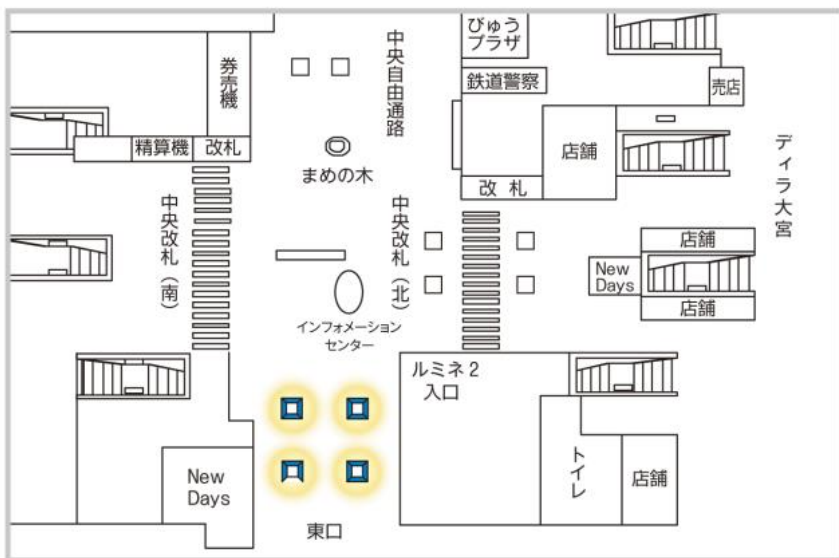 びゅう
プラザ
中央自由通路
券売機
鉄道警察
売店
精算機
改札
店舗
まめの木
ディラ大宮
改札
中央改札(南)
中央改札(北)
店舗
New
Days
店舗
インフォメーション
センター
ルミネ2
入口
New
Days
トイレ
店舗
東口